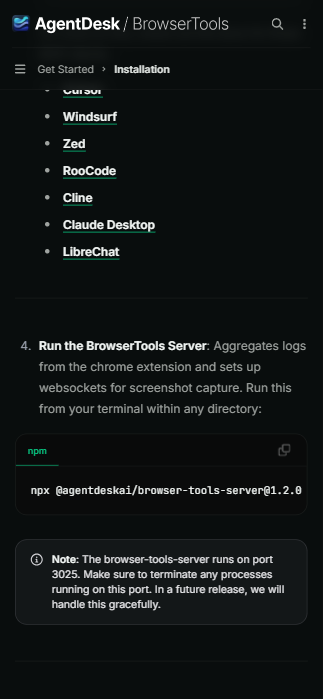 AgentDesk / BrowserTools
Get Started › Installation
Cursor
Windsurf
Zed
RooCode
Cline
Claude Desktop
LibreChat
4. Run the BrowserTools Server: Aggregates logs
from the chrome extension and sets up
websockets for screenshot capture. Run this
from your terminal within any directory:
npm
npx @agentdeskai/browser-tools-server@1.2.0
Note: The browser-tools-server runs on port
3025. Make sure to terminate any processes
running on this port. In a future release, we will
handle this gracefully.